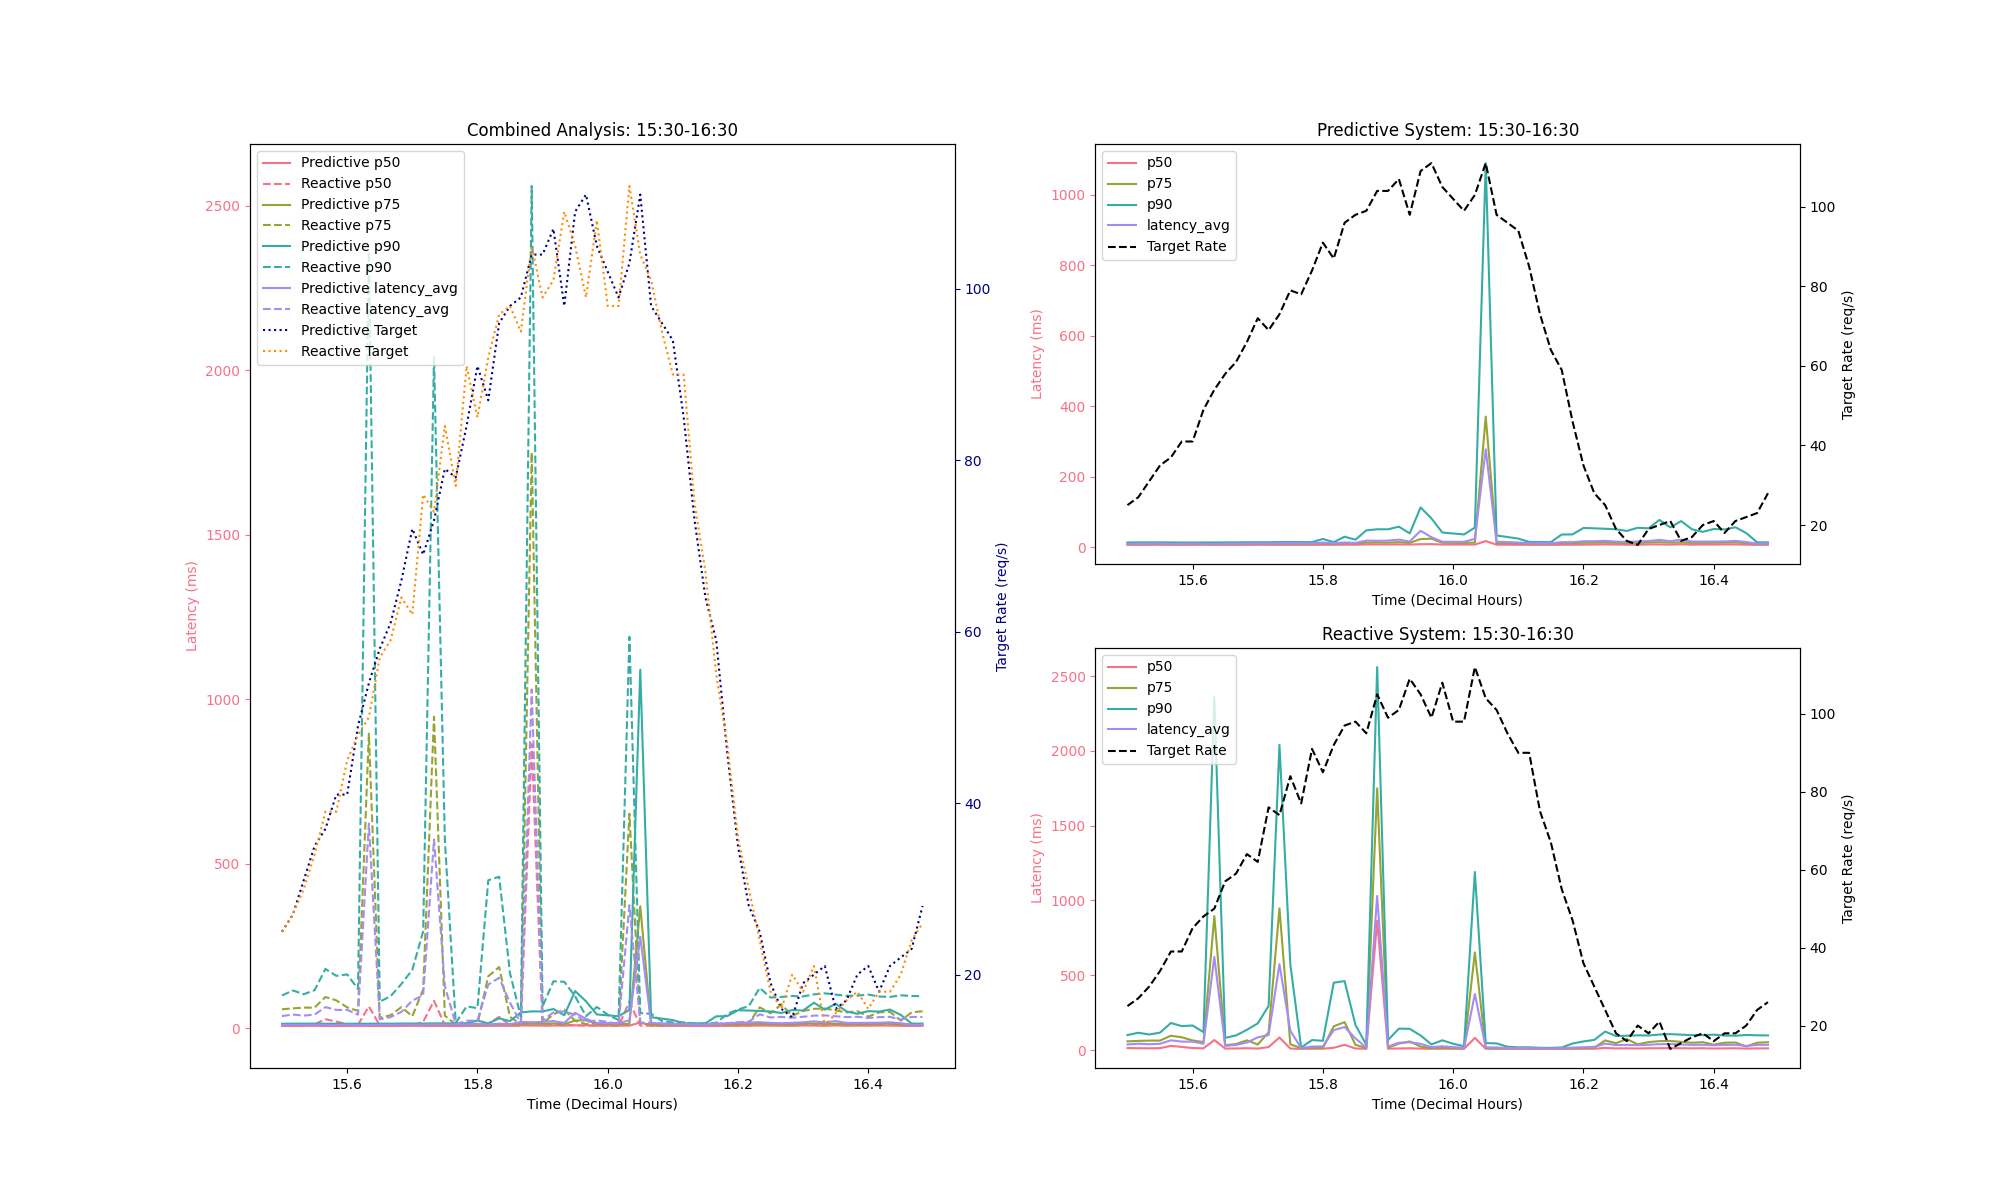 Combined Analysis: 15:30-16:30
Predictive p50
Reactive p50
Predictive p75
Reactive p75
Predictive p90
Reactive p90
Predictive latency_avg
Reactive latency_avg
Predictive Target
Reactive Target
2500
2000
1500
1000
500
0
Latency (ms)
100
80
60
40
20
Target Rate (req/s)
15.6 15.8 16.0 16.2 16.4
Time (Decimal Hours)
Predictive System: 15:30-16:30
p50
p75
p90
latency_avg
Target Rate
1000
800
600
400
200
0
Latency (ms)
100
80
60
40
20
Target Rate (req/s)
15.6 15.8 16.0 16.2 16.4
Time (Decimal Hours)
Reactive System: 15:30-16:30
p50
p75
p90
latency_avg
Target Rate
2500
2000
1500
1000
500
0
Latency (ms)
100
80
60
40
20
Target Rate (req/s)
15.6 15.8 16.0 16.2 16.4
Time (Decimal Hours)